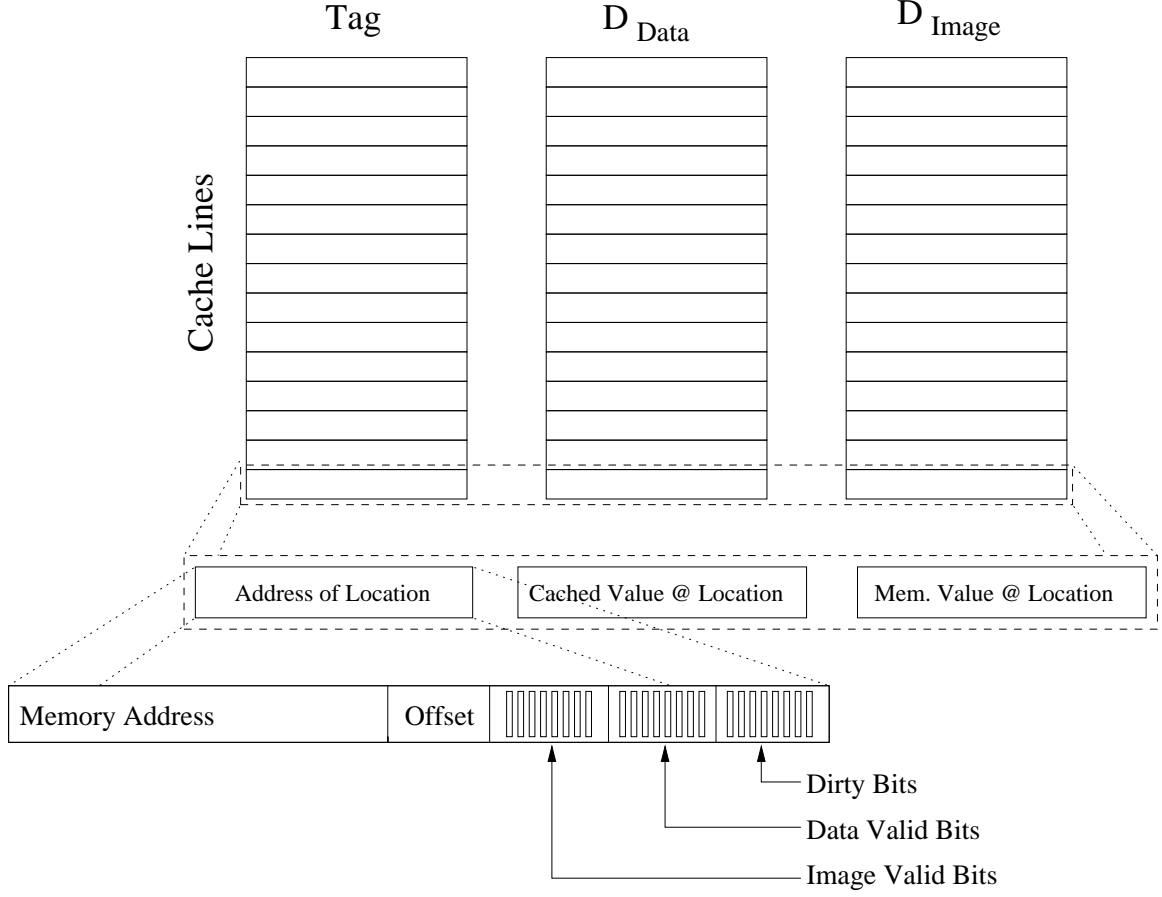 Tag
D Data
D Image
Cache Lines
Address of Location
Cached Value @ Location
Mem. Value @ Location
Memory Address
Offset
Dirty Bits
Data Valid Bits
Image Valid Bits